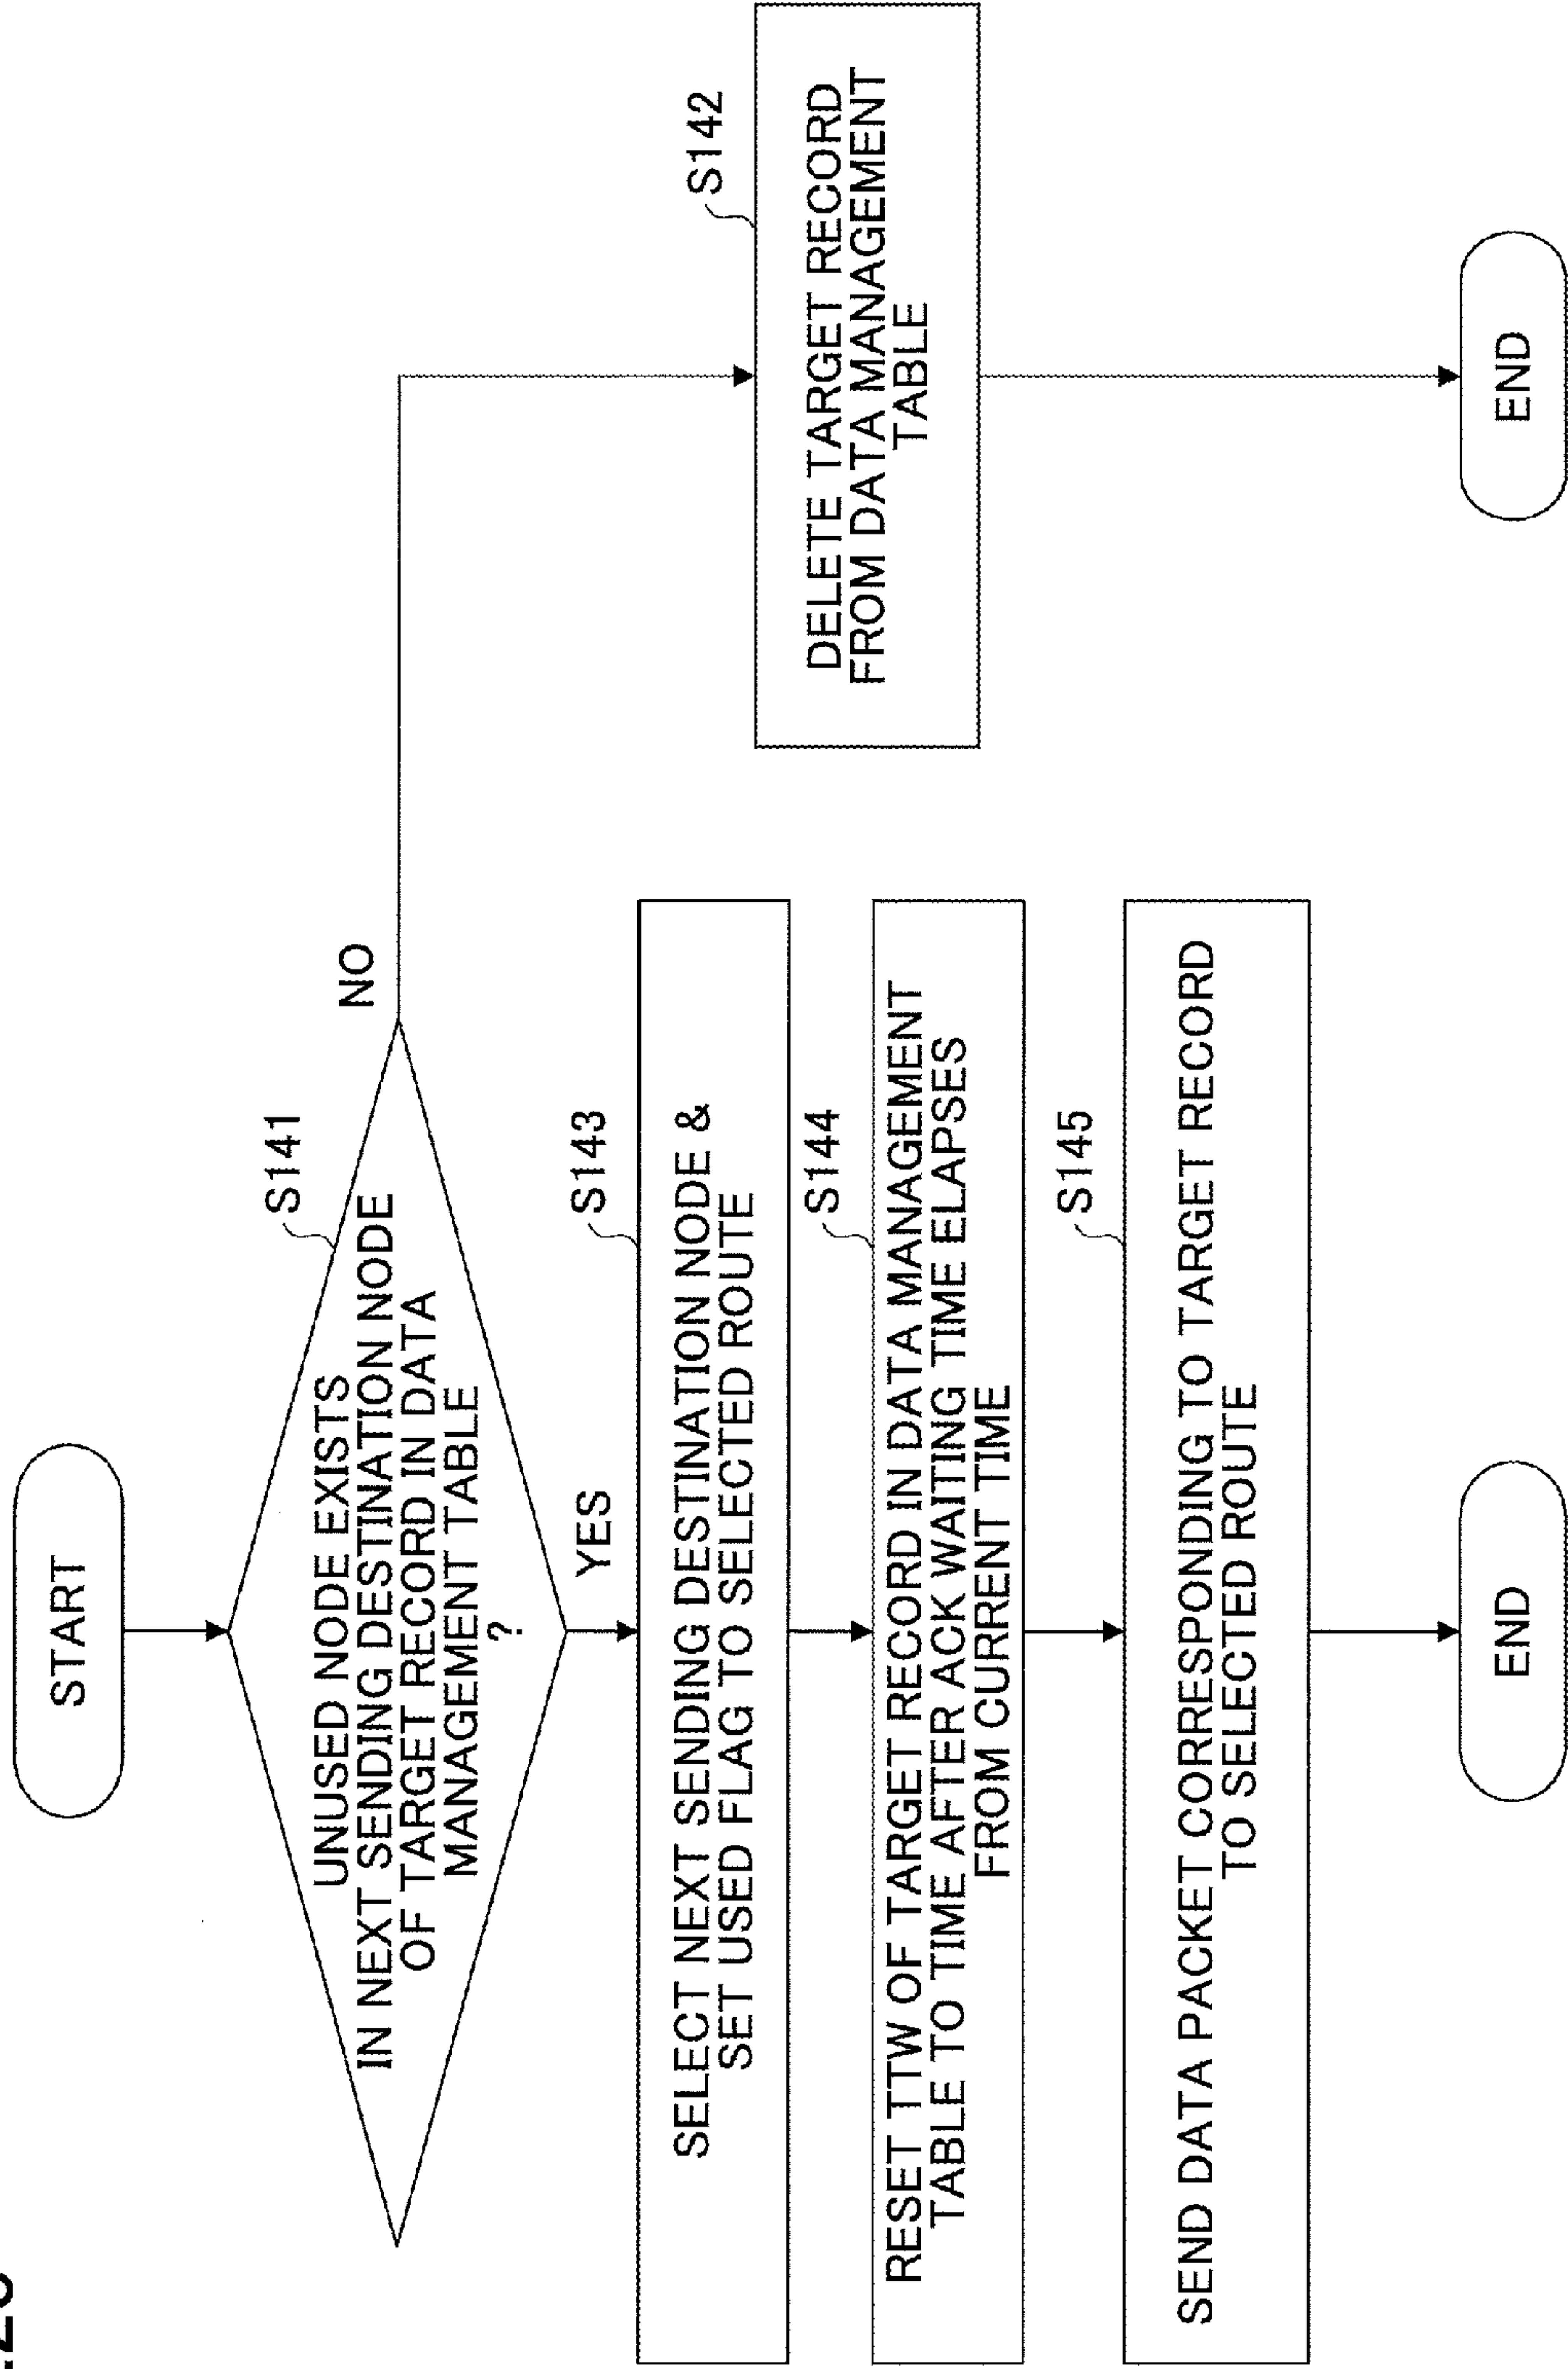 START
S141
UNUSED NODE EXISTS
IN NEXT SENDING DESTINATION NODE
OF TARGET RECORD IN DATA
MANAGEMENT TABLE
?
NO
YES
S142
DELETE TARGET RECORD
FROM DATA MANAGEMENT
TABLE
END
S143
SELECT NEXT SENDING DESTINATION NODE &
SET USED FLAG TO SELECTED ROUTE
S144
RESET TTW OF TARGET RECORD IN DATA MANAGEMENT
TABLE TO TIME AFTER ACK WAITING TIME ELAPSES
FROM CURRENT TIME
S145
SEND DATA PACKET CORRESPONDING TO TARGET RECORD
TO SELECTED ROUTE
END